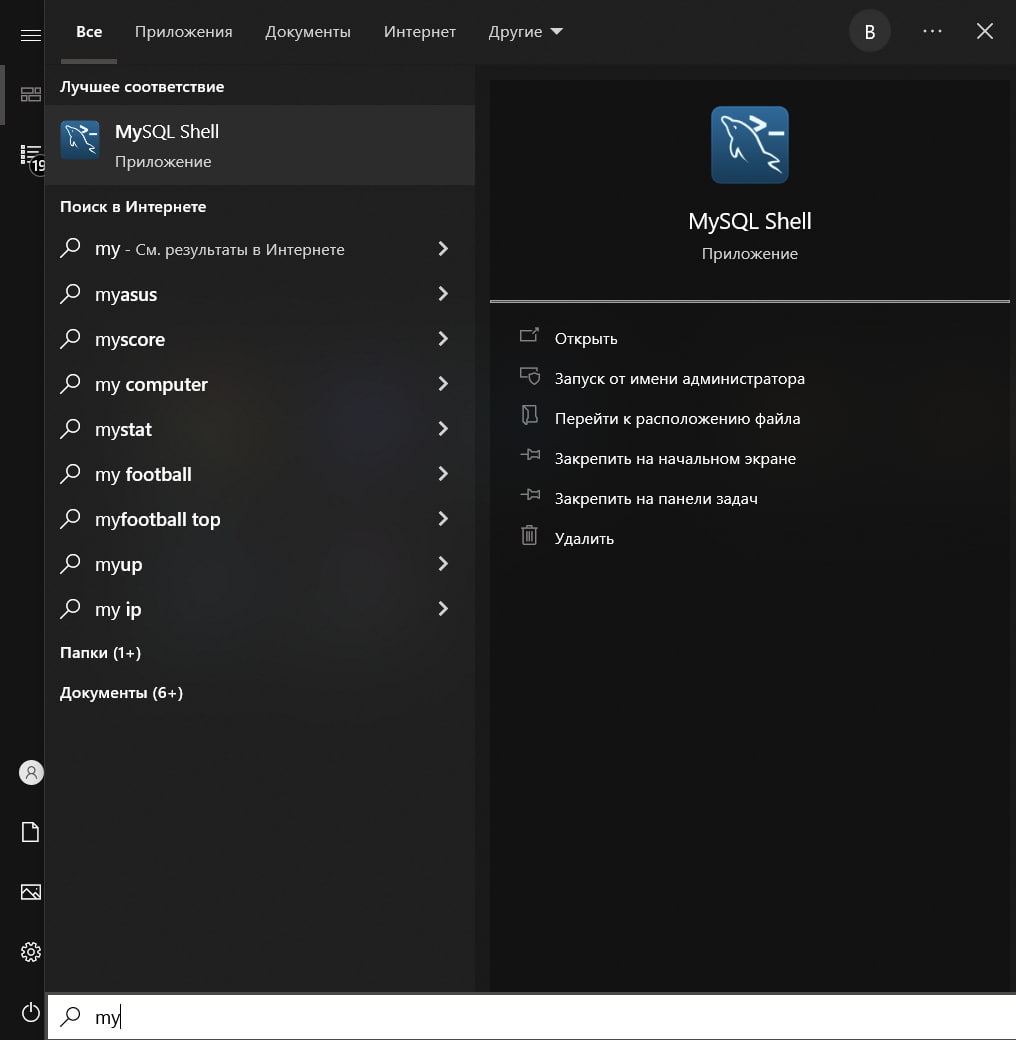 Все Приложения Документы Интернет Другие B
Лучшее соответствие
MySQL Shell
Приложение
19
Поиск в Интернете
my - См. результаты в Интернете
myasus
myscore
my computer
mystat
my football
myfootball top
myup
my ip
Папки (1+)
Документы (6+)
MySQL Shell
Приложение
Открыть
Запуск от имени администратора
Перейти к расположению файла
Закрепить на начальном экране
Закрепить на панели задач
Удалить
my